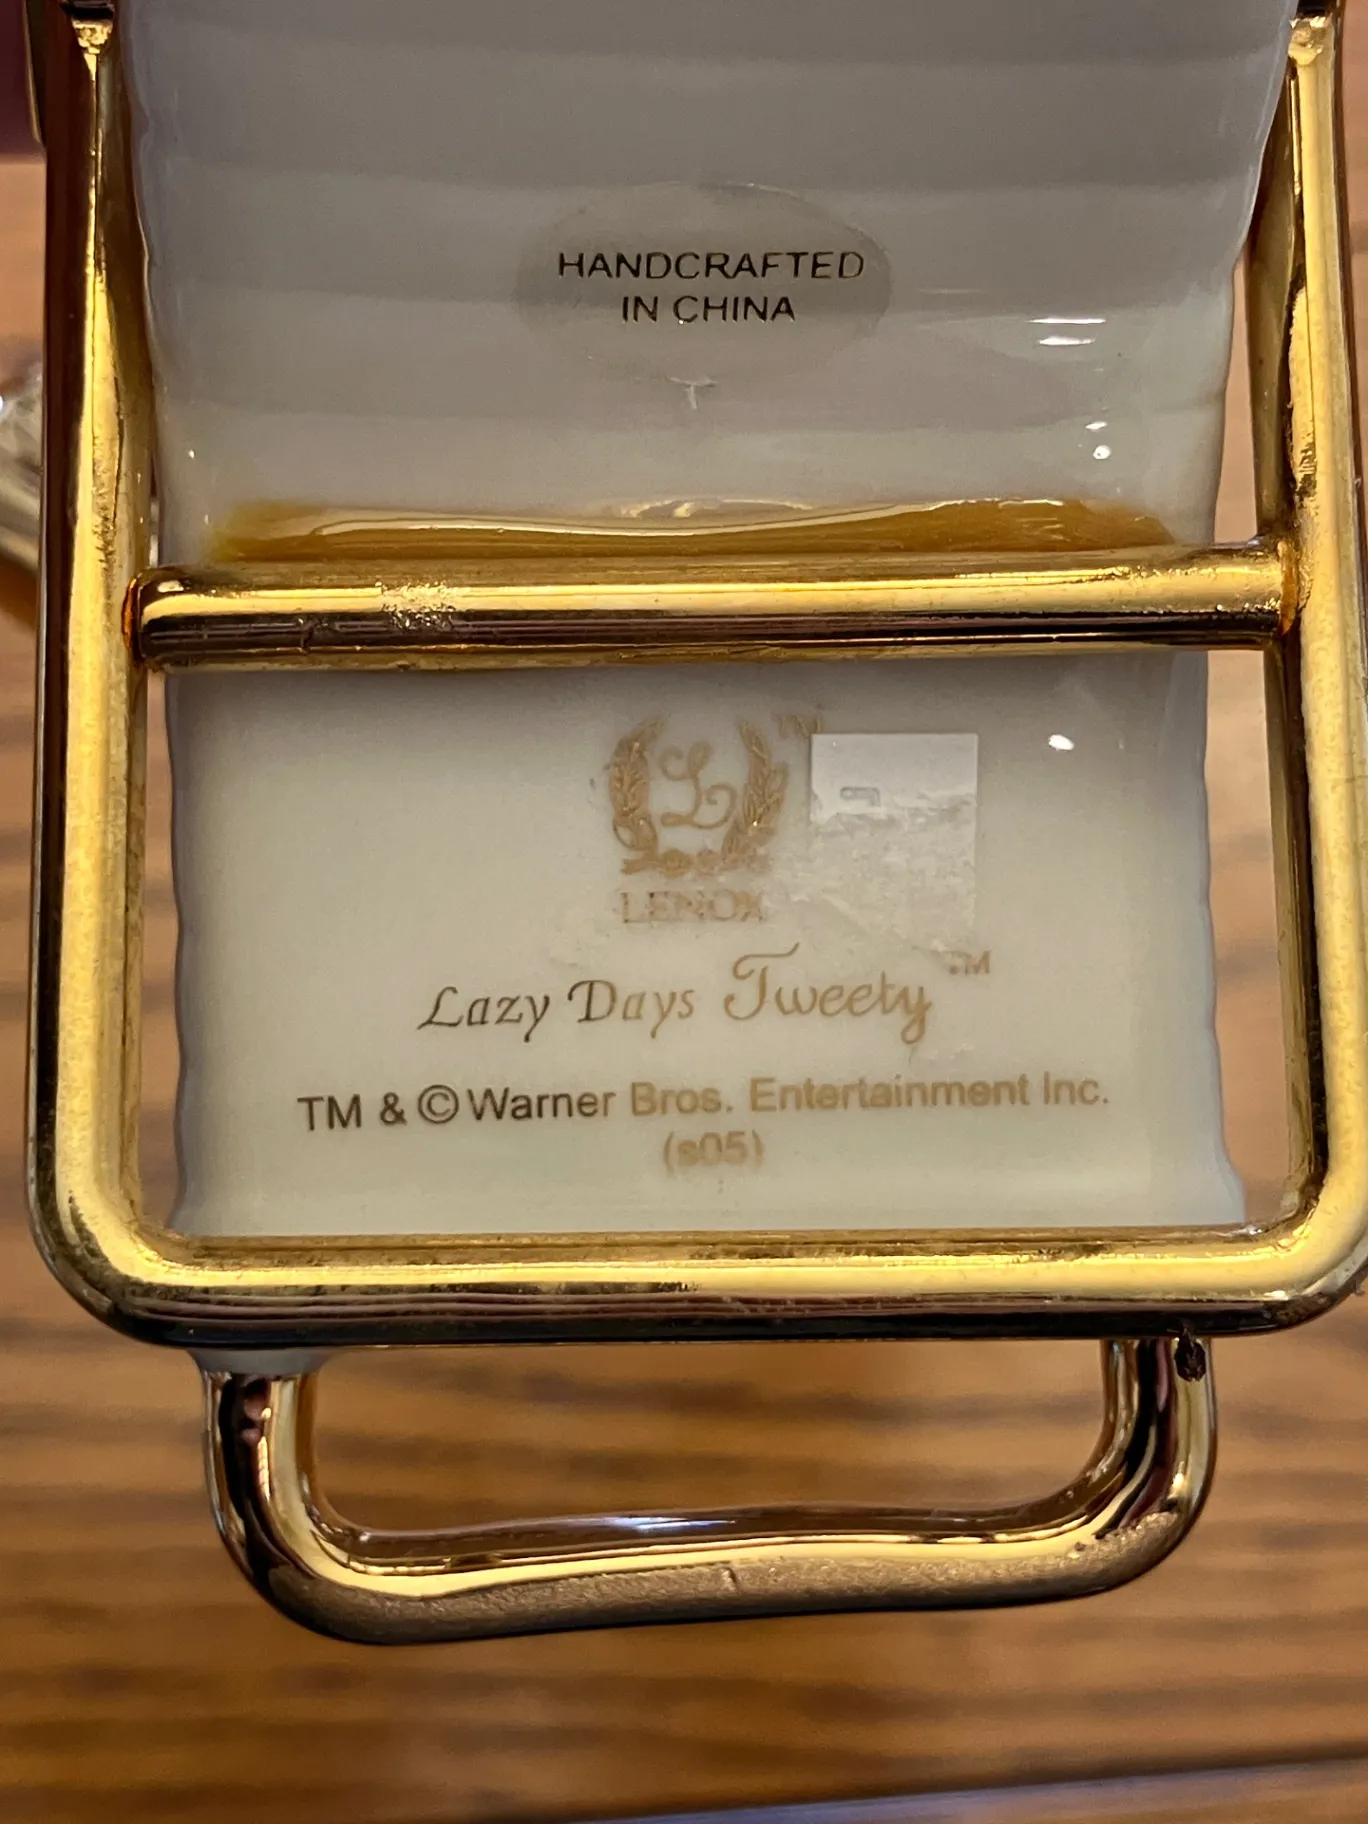 HANDCRAFTED
IN CHINA
L TM
LENOX
Lazy Days Tweety TM
TM & © Warner Bros. Entertainment Inc.
(s05)